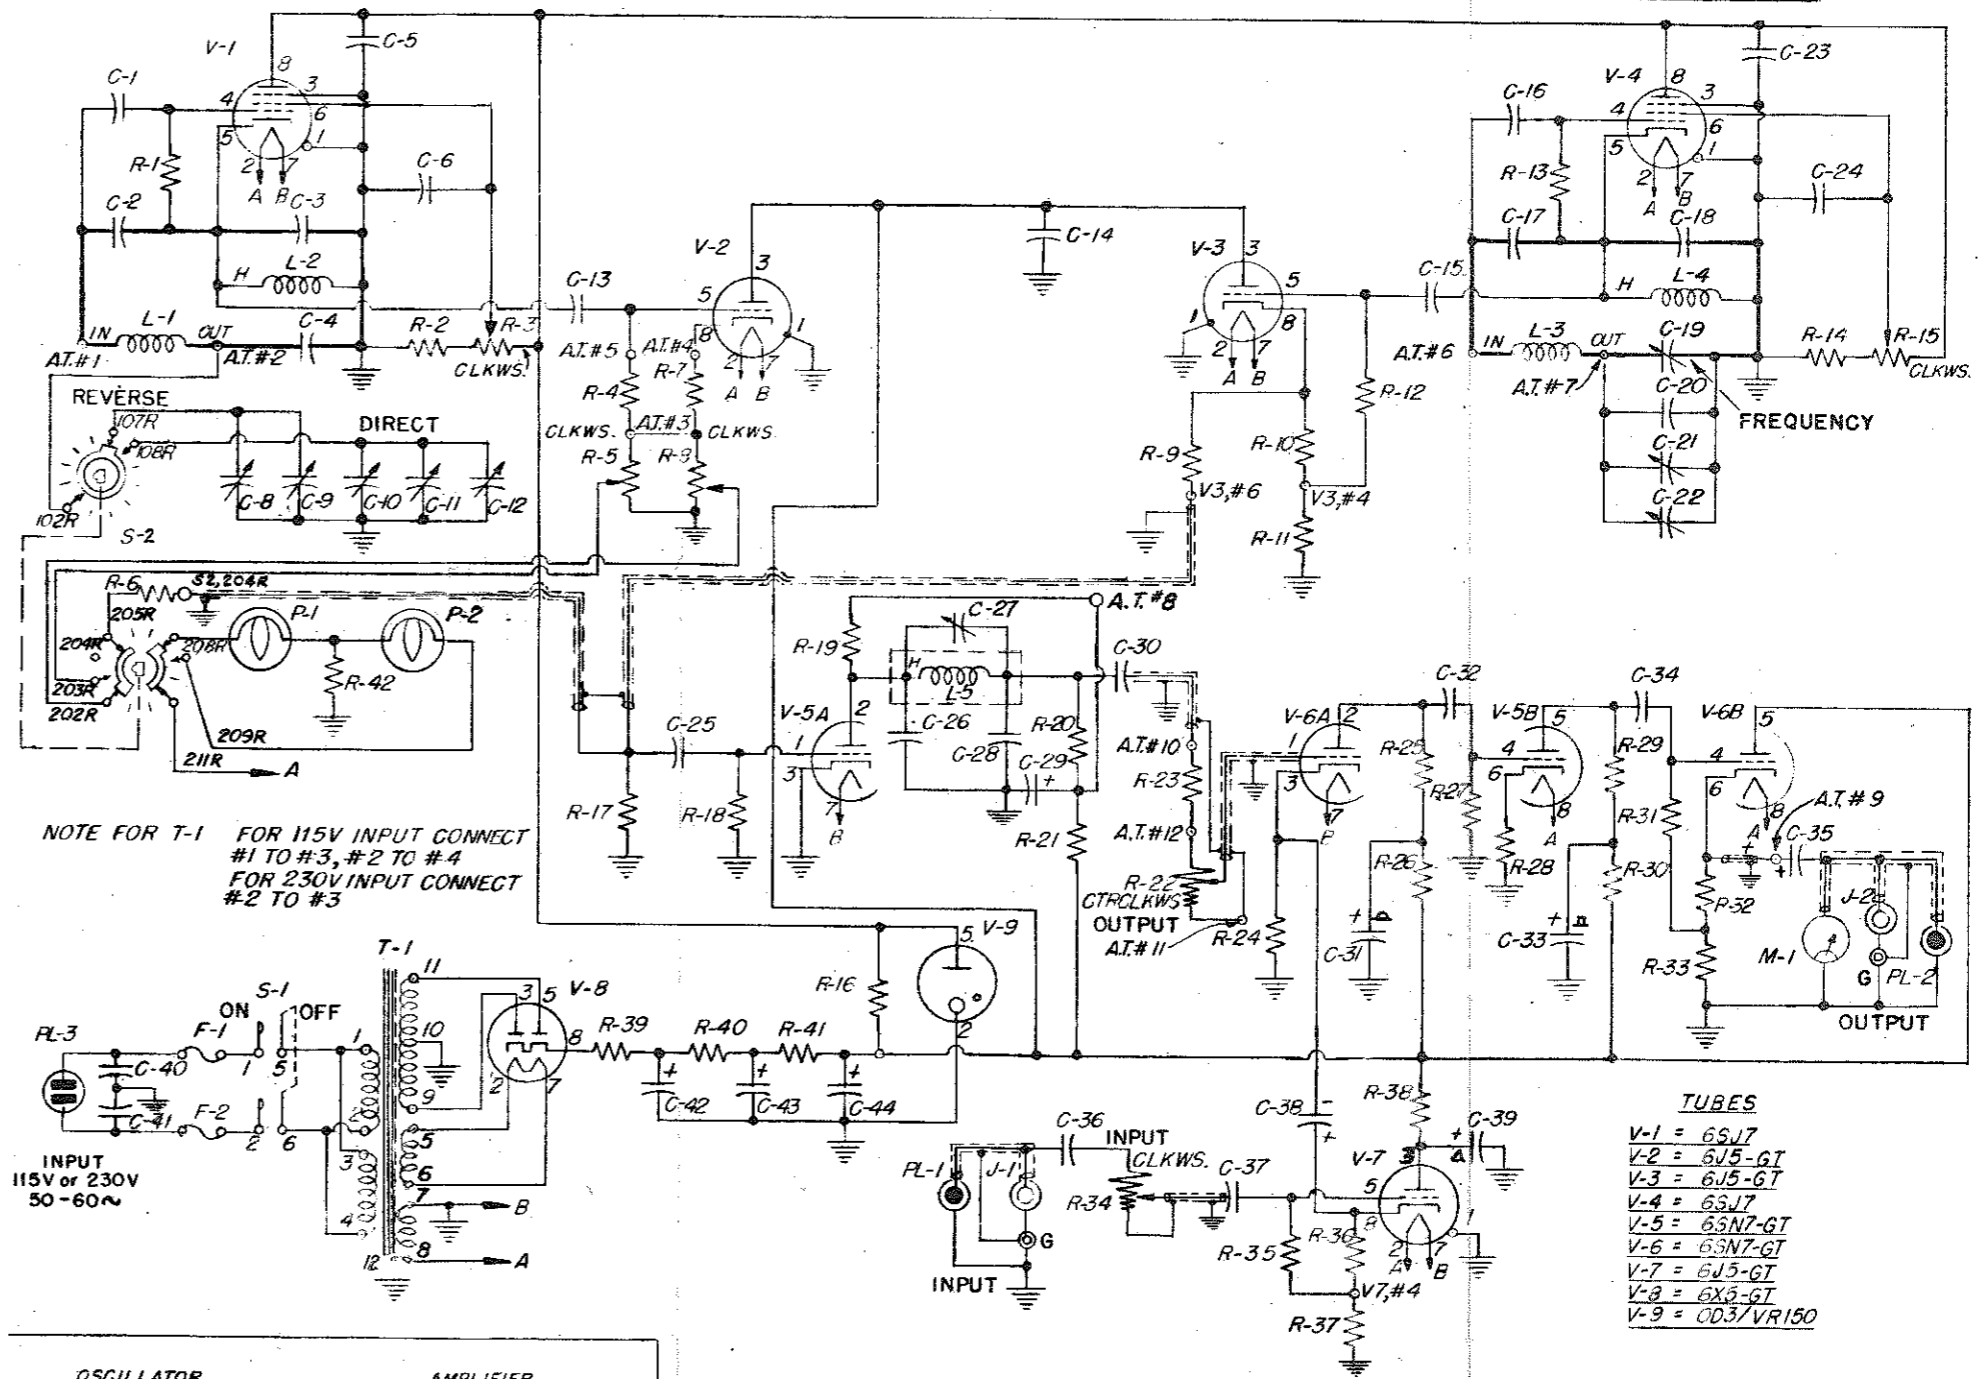 V-1
C-5
C-1
8
3
4
6
5
1
R-1
2
7
A
B
C-6
C-2
C-3
H
L-2
C-13
IN
L-1
OUT
C-4
R-2
R-3
A.T.#1
A.T.#2
CLKWS.
V-2
3
5
8
1
2
7
A
B
A.T.#5
A.T.#4
R-4
R-7
CLKWS.
A.T.#3
CLKWS.
R-5
C-14
V-3
3
5
8
1
2
7
A
B
C-15
R-12
R-9
R-10
V3,#6
V3,#4
R-11
V-4
C-23
C-16
8
3
4
6
5
1
R-13
2
7
A
B
C-24
C-17
C-18
H
L-4
A.T.#6
IN
L-3
OUT
C-19
R-14
R-15
CLKWS.
A.T.#7
C-20
FREQUENCY
C-21
C-22
REVERSE
107R
108R
DIRECT
102R
C-8
C-9
C-10
C-11
C-12
S-2
R-6
S2,204R
205R
204R
203R
202R
208R
P-1
P-2
R-42
209R
211R
A
R-19
C-27
A.T.#8
H
L-5
C-30
V-5A
2
1
3
7
B
C-25
C-26
C-28
C-29
+
R-20
R-17
R-18
R-21
A.T.#10
R-23
A.T.#12
R-22
CTRCLKWS
OUTPUT
A.T.#11
V-6A
2
1
3
7
B
R-24
C-32
R-25
R-27
R-26
+
C-31
V-5B
5
4
6
8
A
R-28
C-34
R-29
R-31
R-30
+
C-33
V-6B
5
4
6
8
A
A.T.#9
C-35
+
R-32
R-33
M-1
J-2
G
PL-2
OUTPUT
NOTE FOR T-1 FOR 115V INPUT CONNECT
#1 TO #3, #2 TO #4
FOR 230V INPUT CONNECT
#2 TO #3
T-1
S-1
ON
OFF
PL-3
F-1
C-40
1
5
C-41
F-2
2
6
INPUT
115V or 230V
50-60~
1
3
4
11
10
9
5
6
7
8
12
B
A
V-8
3
5
8
2
7
R-39
R-40
R-41
+
+
+
C-42
C-43
C-44
R-16
V-9
5
2
PL-1
J-1
C-36
INPUT
CLKWS.
R-34
C-37
G
INPUT
C-38
-
+
R-38
C-39
+
V-7
3
5
8
1
2
7
A
B
R-35
R-36
V7,#4
R-37
TUBES
V-1 = 6SJ7
V-2 = 6J5-GT
V-3 = 6J5-GT
V-4 = 6SJ7
V-5 = 6SN7-GT
V-6 = 6SN7-GT
V-7 = 6J5-GT
V-8 = 6X5-GT
V-9 = OD3/VR150
OSCILLATOR
AMPLIFIER